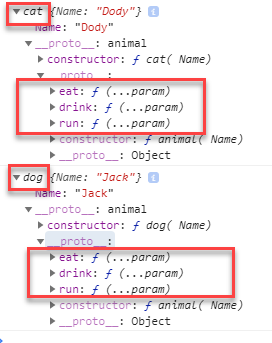 ▼cat {Name: "Dody"} i
Name: "Dody"
▼__proto__: animal
▶constructor: ƒ cat( Name)
▼__proto__:
▶eat: ƒ (...param)
▶drink: ƒ (...param)
▶run: ƒ (...param)
▶constructor: ƒ animal( Name)
▶__proto__: Object
▼dog {Name: "Jack"} i
Name: "Jack"
▼__proto__: animal
▶constructor: ƒ dog( Name)
▼__proto__:
▶eat: ƒ (...param)
▶drink: ƒ (...param)
▶run: ƒ (...param)
▶constructor: ƒ animal( Name)
▶__proto__: Object